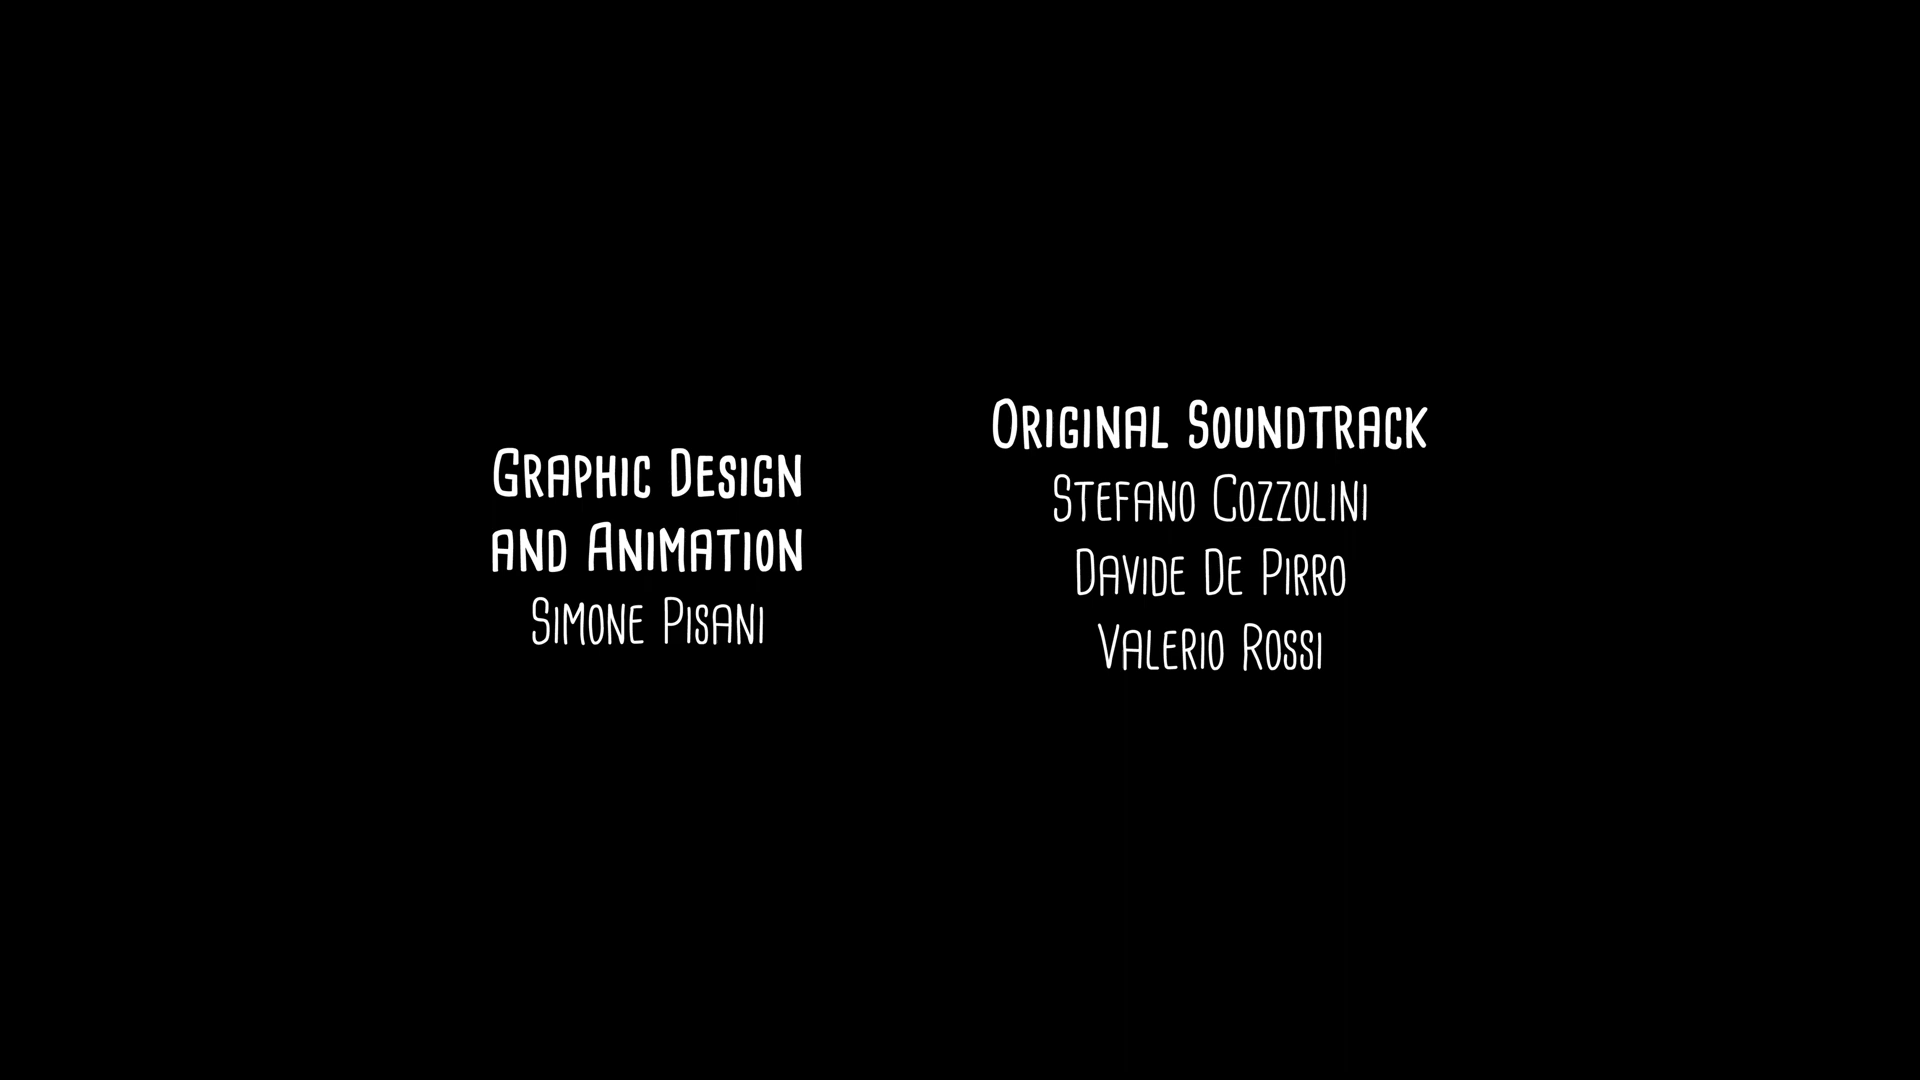 Graphic Design
and Animation
Simone Pisani
Original Soundtrack
Stefano Cozzolini
Davide De Pirro
Valerio Rossi